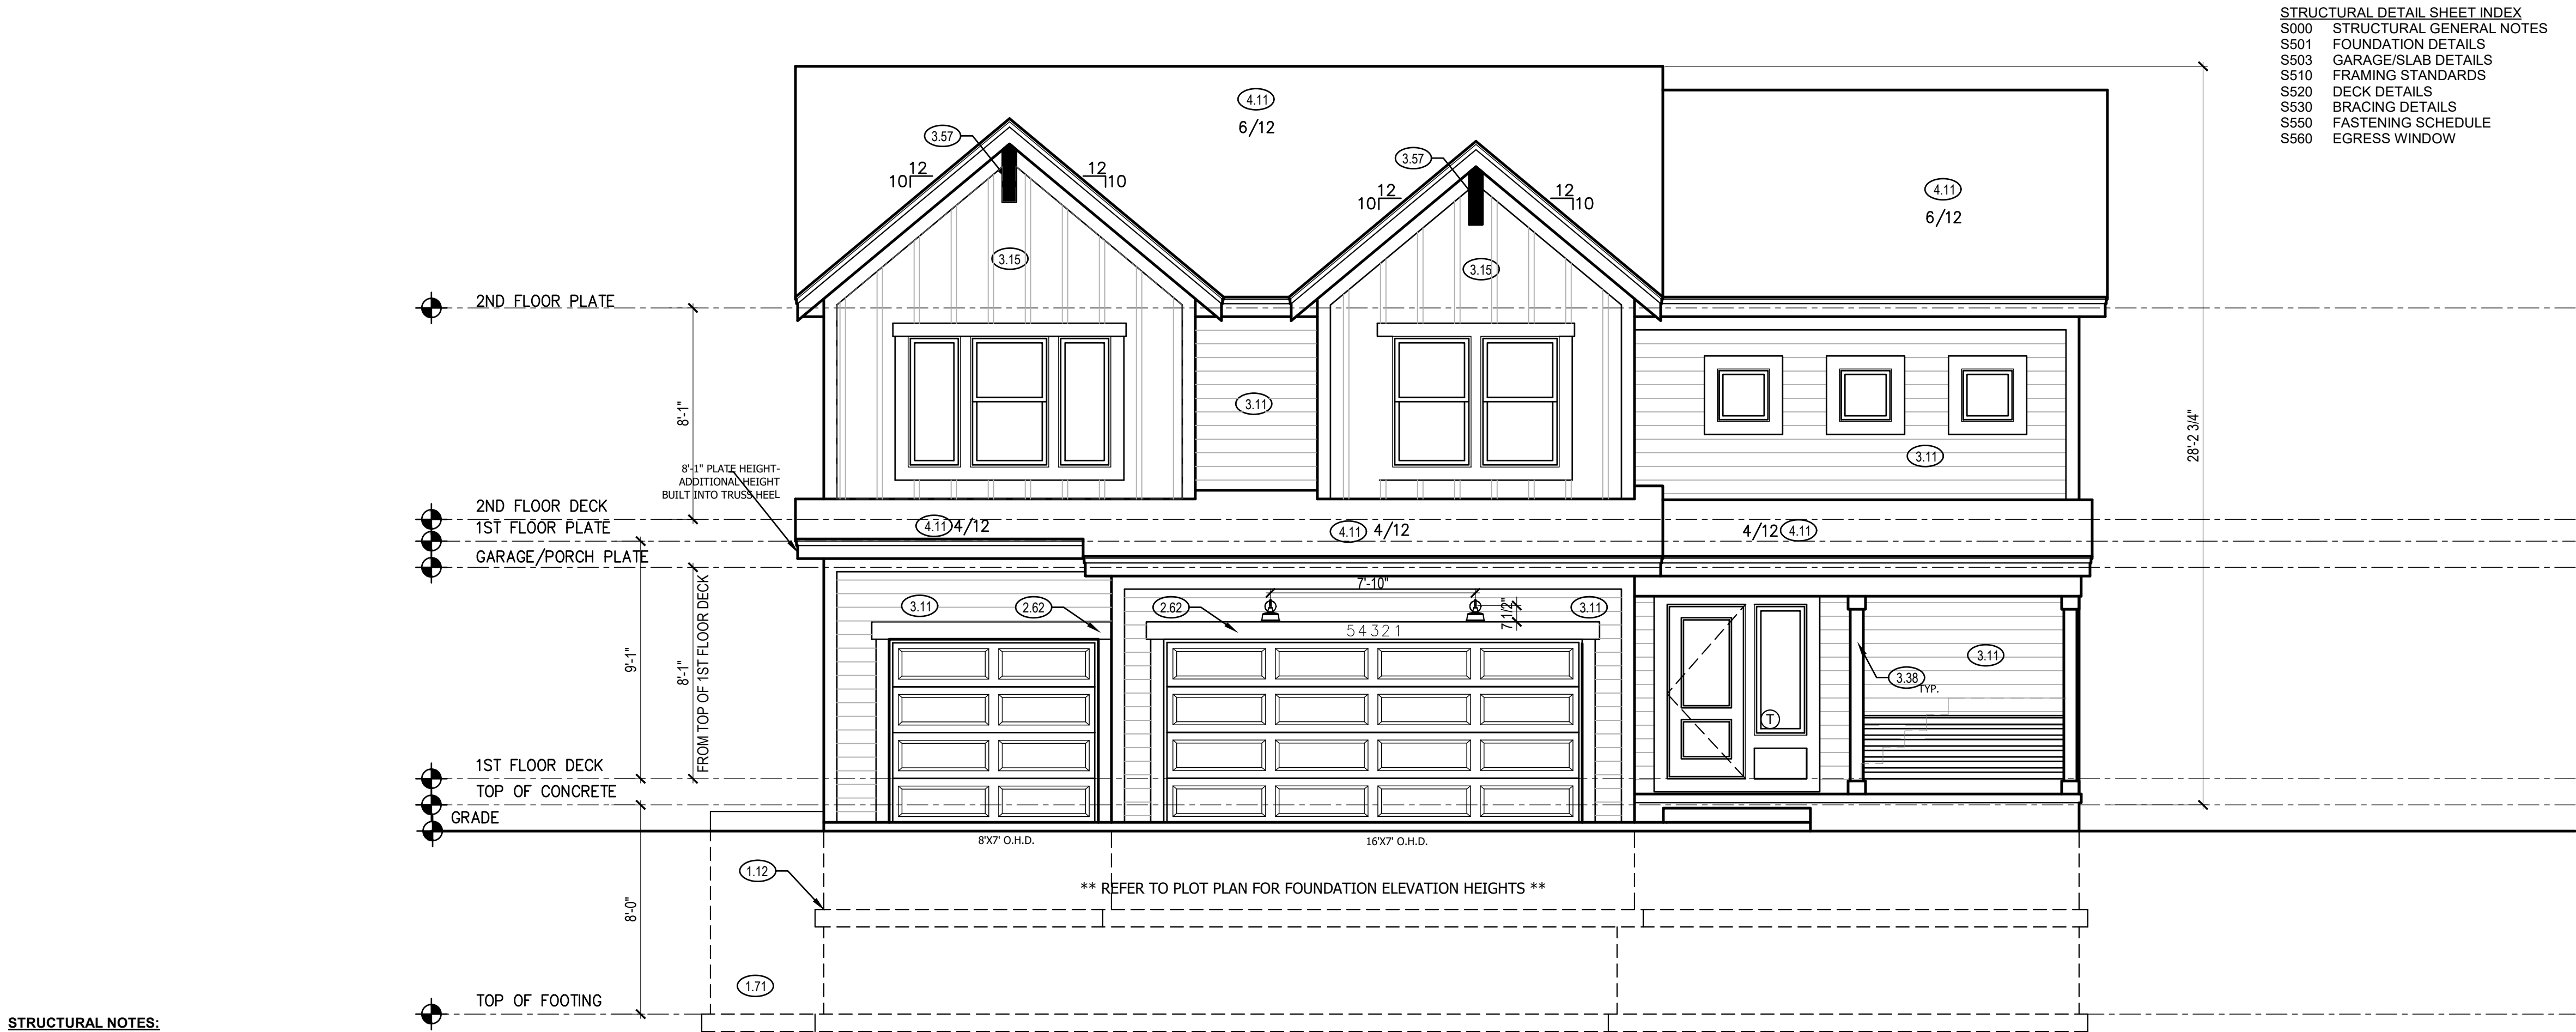 STRUCTURAL DETAIL SHEET INDEX
S000 STRUCTURAL GENERAL NOTES
S501 FOUNDATION DETAILS
S503 GARAGE/SLAB DETAILS
S510 FRAMING STANDARDS
S520 DECK DETAILS
S530 BRACING DETAILS
S550 FASTENING SCHEDULE
S560 EGRESS WINDOW
4.11
6/12
3.57
12
10
12
10
3.57
12
10
12
10
4.11
6/12
3.15
3.15
2ND FLOOR PLATE
8'-1"
3.11
3.11
28'-2 3/4"
8'-1" PLATE HEIGHT-
ADDITIONAL HEIGHT
BUILT INTO TRUSS HEEL
2ND FLOOR DECK
1ST FLOOR PLATE
GARAGE/PORCH PLATE
4.11 4/12
4.11 4/12
4/12 4.11
7'-10"
7 1/2"
3.11
2.62
2.62
3.11
54321
9'-1"
8'-1"
FROM TOP OF 1ST FLOOR DECK
3.11
3.38
TYP.
T
1ST FLOOR DECK
TOP OF CONCRETE
GRADE
8'X7' O.H.D.
16'X7' O.H.D.
1.12
** REFER TO PLOT PLAN FOR FOUNDATION ELEVATION HEIGHTS **
8'-0"
1.71
TOP OF FOOTING
STRUCTURAL NOTES: